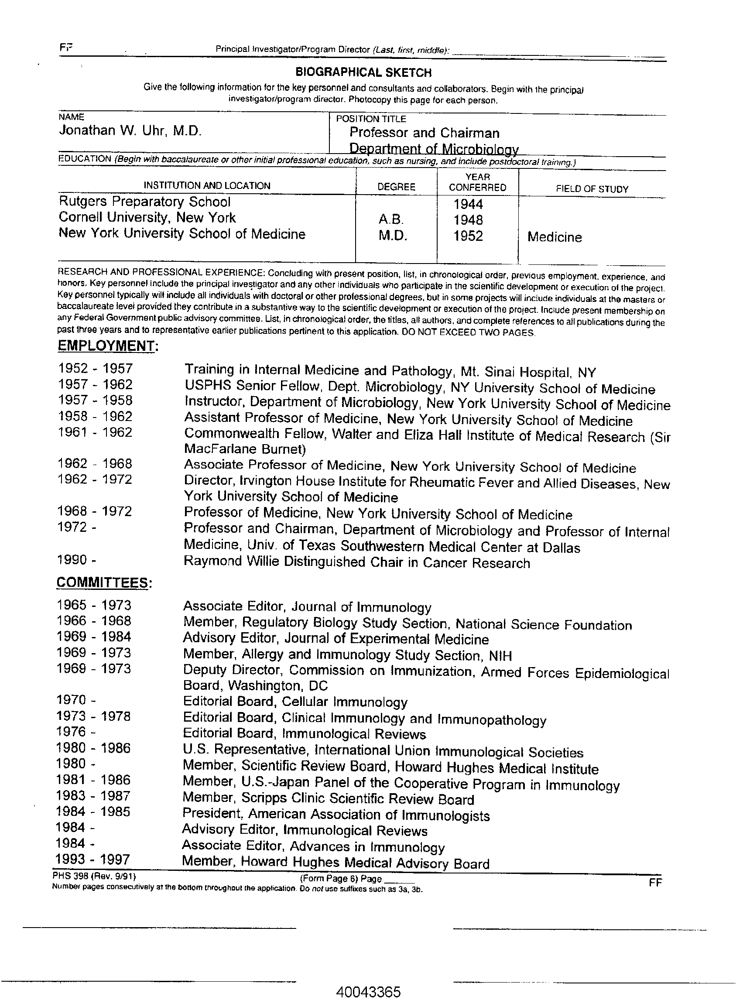 FF
Principal Investigator/Program Director (Last, first, middle):
BIOGRAPHICAL SKETCH
Give the following information for the key personnel and consultants and collaborators. Begin with the principal
investigator/program director. Photocopy this page for each person.
NAME
Jonathan W. Uhr, M.D.
POSITION TITLE
Professor and Chairman
Department of Microbiology
EDUCATION (Begin with baccalaureate or other initial professional education, such as nursing, and include postdoctoral training.)
INSTITUTION AND LOCATION DEGREE YEAR CONFERRED FIELD OF STUDY
Rutgers Preparatory School 1944
Cornell University, New York A.B. 1948
New York University School of Medicine M.D. 1952 Medicine
RESEARCH AND PROFESSIONAL EXPERIENCE: Concluding with present position, list, in chronological order, previous employment, experience, and
honors. Key personnel include the principal investigator and any other individuals who participate in the scientific development or execution of the project.
Key personnel typically will include all individuals with doctoral or other professional degrees, but in some projects will include individuals at the masters or
baccalaureate level provided they contribute in a substantive way to the scientific development or execution of the project. Include present membership on
any Federal Government public advisory committee. List, in chronological order, the titles, all authors, and complete references to all publications during the
past three years and to representative earlier publications pertinent to this application. DO NOT EXCEED TWO PAGES.
EMPLOYMENT:
1952 - 1957 Training in Internal Medicine and Pathology, Mt. Sinai Hospital, NY
1957 - 1962 USPHS Senior Fellow, Dept. Microbiology, NY University School of Medicine
1957 - 1958 Instructor, Department of Microbiology, New York University School of Medicine
1958 - 1962 Assistant Professor of Medicine, New York University School of Medicine
1961 - 1962 Commonwealth Fellow, Walter and Eliza Hall Institute of Medical Research (Sir
MacFarlane Burnet)
1962 - 1968 Associate Professor of Medicine, New York University School of Medicine
1962 - 1972 Director, Irvington House Institute for Rheumatic Fever and Allied Diseases, New
York University School of Medicine
1968 - 1972 Professor of Medicine, New York University School of Medicine
1972 - Professor and Chairman, Department of Microbiology and Professor of Internal
Medicine, Univ. of Texas Southwestern Medical Center at Dallas
1990 - Raymond Willie Distinguished Chair in Cancer Research
COMMITTEES:
1965 - 1973 Associate Editor, Journal of Immunology
1966 - 1968 Member, Regulatory Biology Study Section, National Science Foundation
1969 - 1984 Advisory Editor, Journal of Experimental Medicine
1969 - 1973 Member, Allergy and Immunology Study Section, NIH
1969 - 1973 Deputy Director, Commission on Immunization, Armed Forces Epidemiological
Board, Washington, DC
1970 - Editorial Board, Cellular Immunology
1973 - 1978 Editorial Board, Clinical Immunology and Immunopathology
1976 - Editorial Board, Immunological Reviews
1980 - 1986 U.S. Representative, International Union Immunological Societies
1980 - Member, Scientific Review Board, Howard Hughes Medical Institute
1981 - 1986 Member, U.S.-Japan Panel of the Cooperative Program in Immunology
1983 - 1987 Member, Scripps Clinic Scientific Review Board
1984 - 1985 President, American Association of Immunologists
1984 - Advisory Editor, Immunological Reviews
1984 - Associate Editor, Advances in Immunology
1993 - 1997 Member, Howard Hughes Medical Advisory Board
PHS 398 (Rev. 9/91) (Form Page 6) Page FF
Number pages consecutively at the bottom throughout the application. Do not use suffixes such as 3a, 3b.
40043365